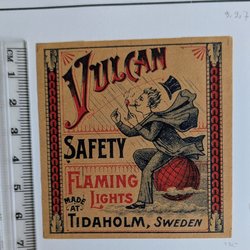 VULCAN
SAFETY
FLAMING
LIGHTS
MADE
AT
TIDAHOLM, SWEDEN